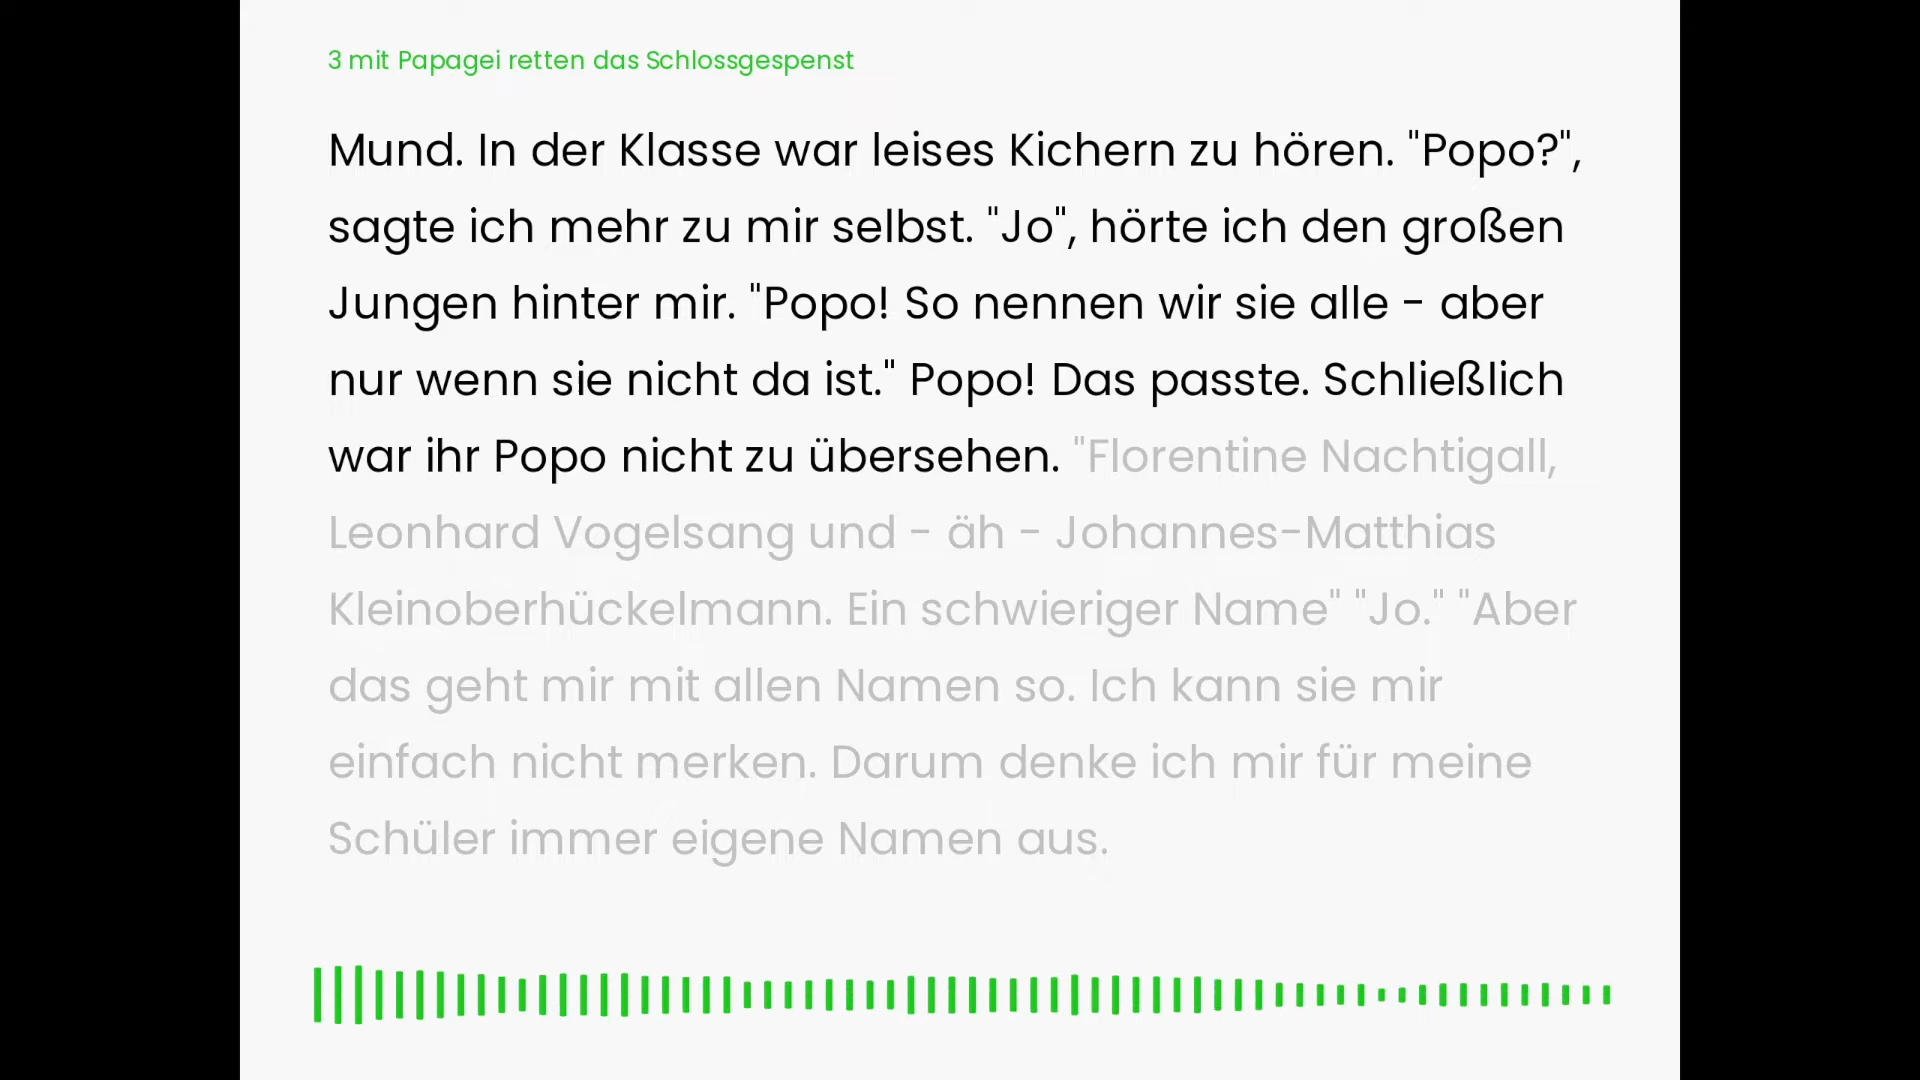 3 mit Papagei retten das Schlossgespenst
Mund. In der Klasse war leises Kichern zu hören. "Popo?",
sagte ich mehr zu mir selbst. "Jo", hörte ich den großen
Jungen hinter mir. "Popo! So nennen wir sie alle - aber
nur wenn sie nicht da ist." Popo! Das passte. Schließlich
war ihr Popo nicht zu übersehen. "Florentine Nachtigall,
Leonhard Vogelsang und - äh - Johannes-Matthias
Kleinoberhückelmann. Ein schwieriger Name" "Jo." "Aber
das geht mir mit allen Namen so. Ich kann sie mir
einfach nicht merken. Darum denke ich mir für meine
Schüler immer eigene Namen aus.